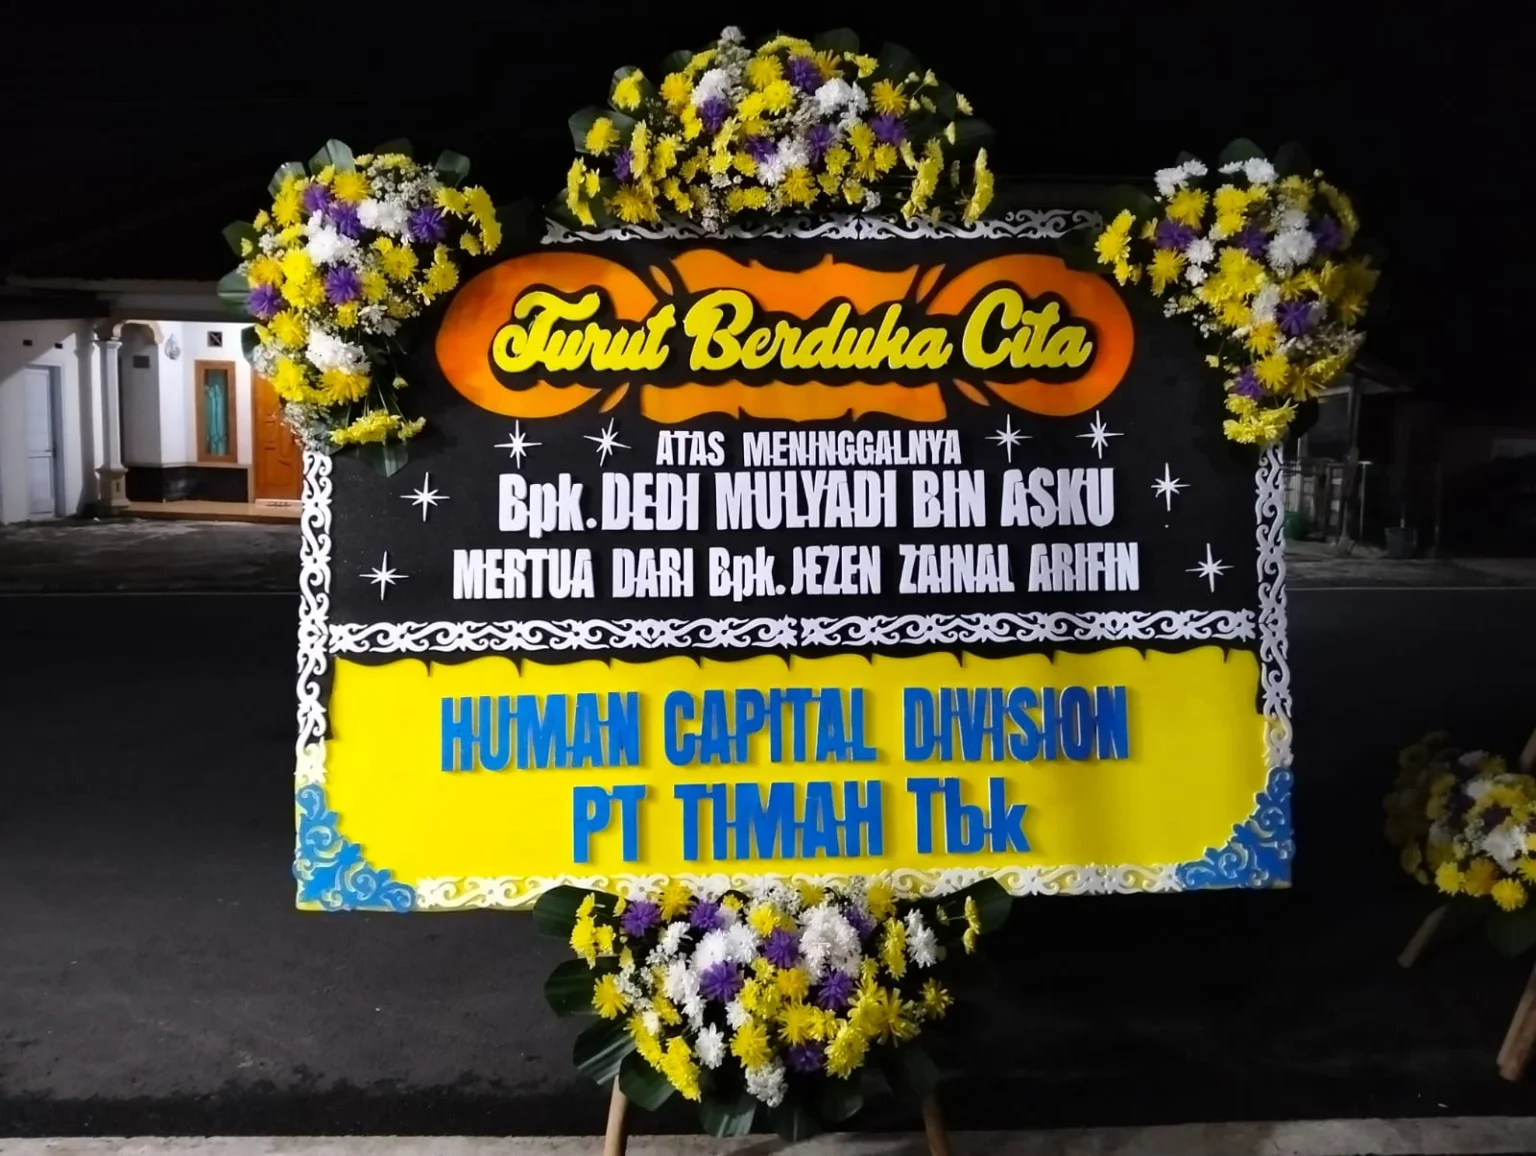 Turut Berduka Cita
ATAS MENINGGALNYA
Bpk. DEDI MULYADI BIN ASKU
MERTUA DARI Bpk. JEZEN ZAINAL ARIFIN
HUMAN CAPITAL DIVISION
PT TIMAH Tbk